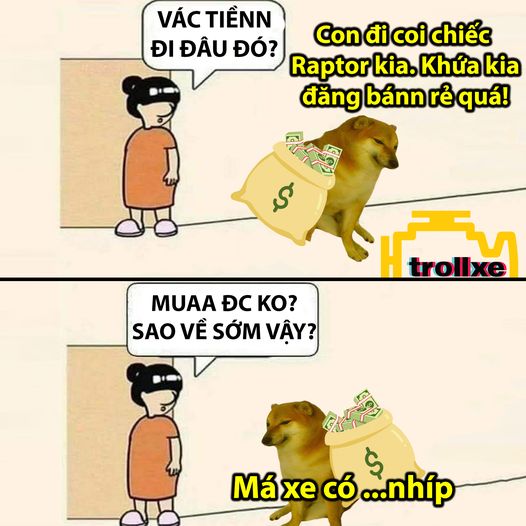 VÁC TIỀNN
ĐI ĐÂU ĐÓ?
Con đi coi chiếc
Raptor kia. Khứa kia
đăng bánn rẻ quá!
$
trollxe
MUAA ĐC KO?
SAO VỀ SỚM VẬY?
$
Má xe có ...nhíp